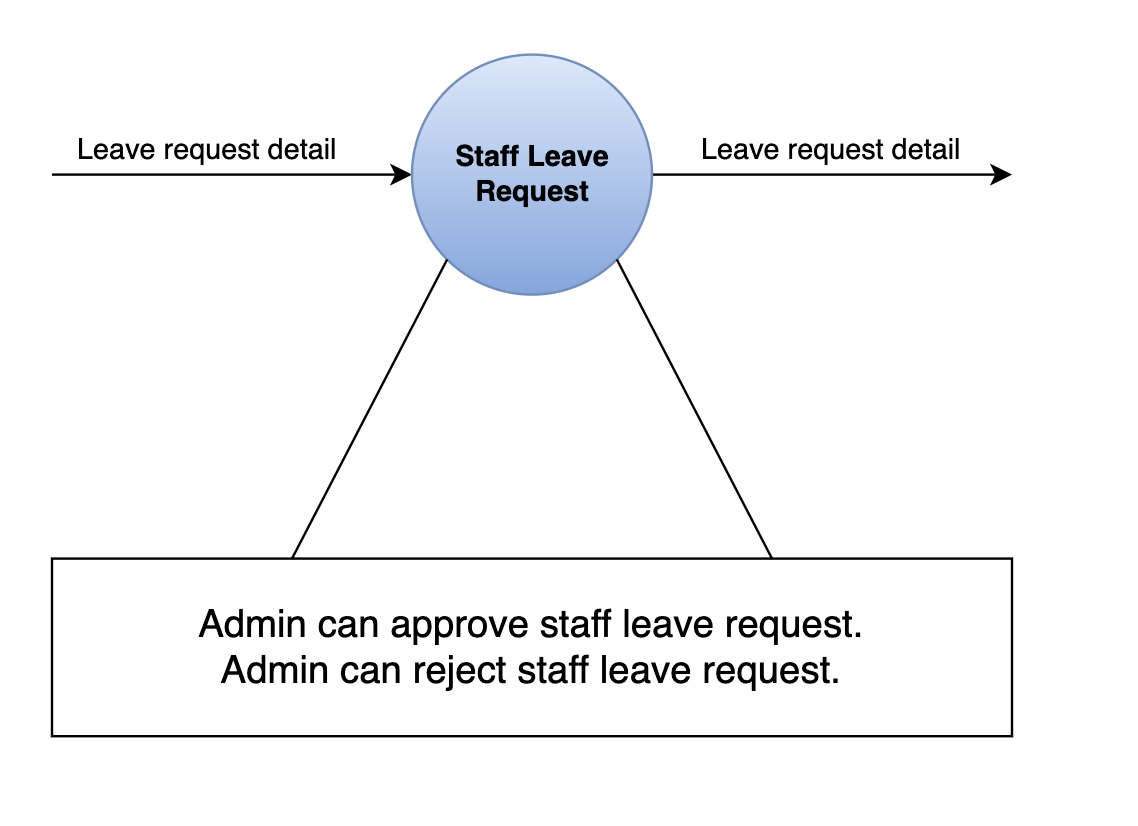 Leave request detail
Staff Leave
Request
Leave request detail
Admin can approve staff leave request.
Admin can reject staff leave request.